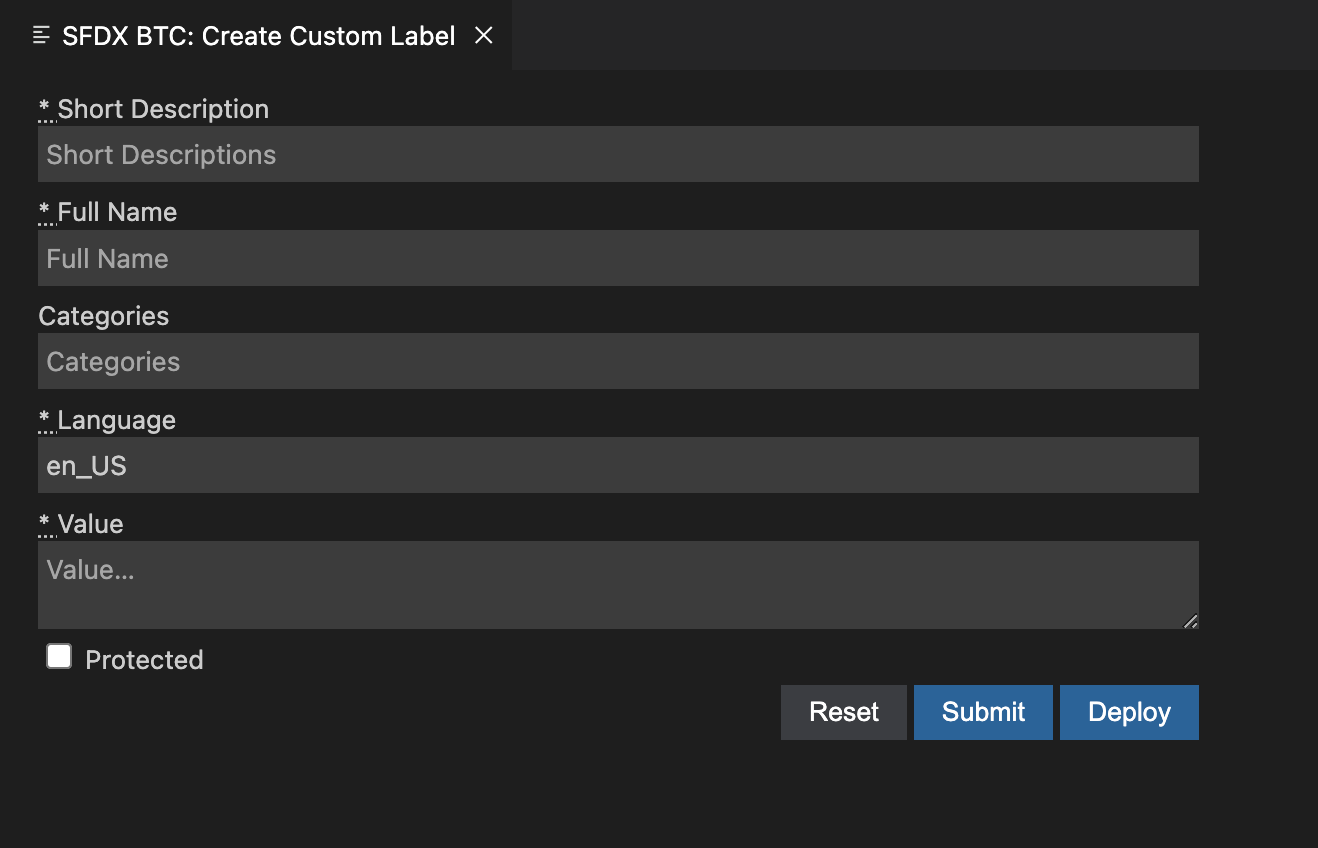 SFDX BTC: Create Custom Label
* Short Description
Short Descriptions
* Full Name
Full Name
Categories
Categories
* Language
en_US
* Value
Value...
Protected
Reset Submit Deploy